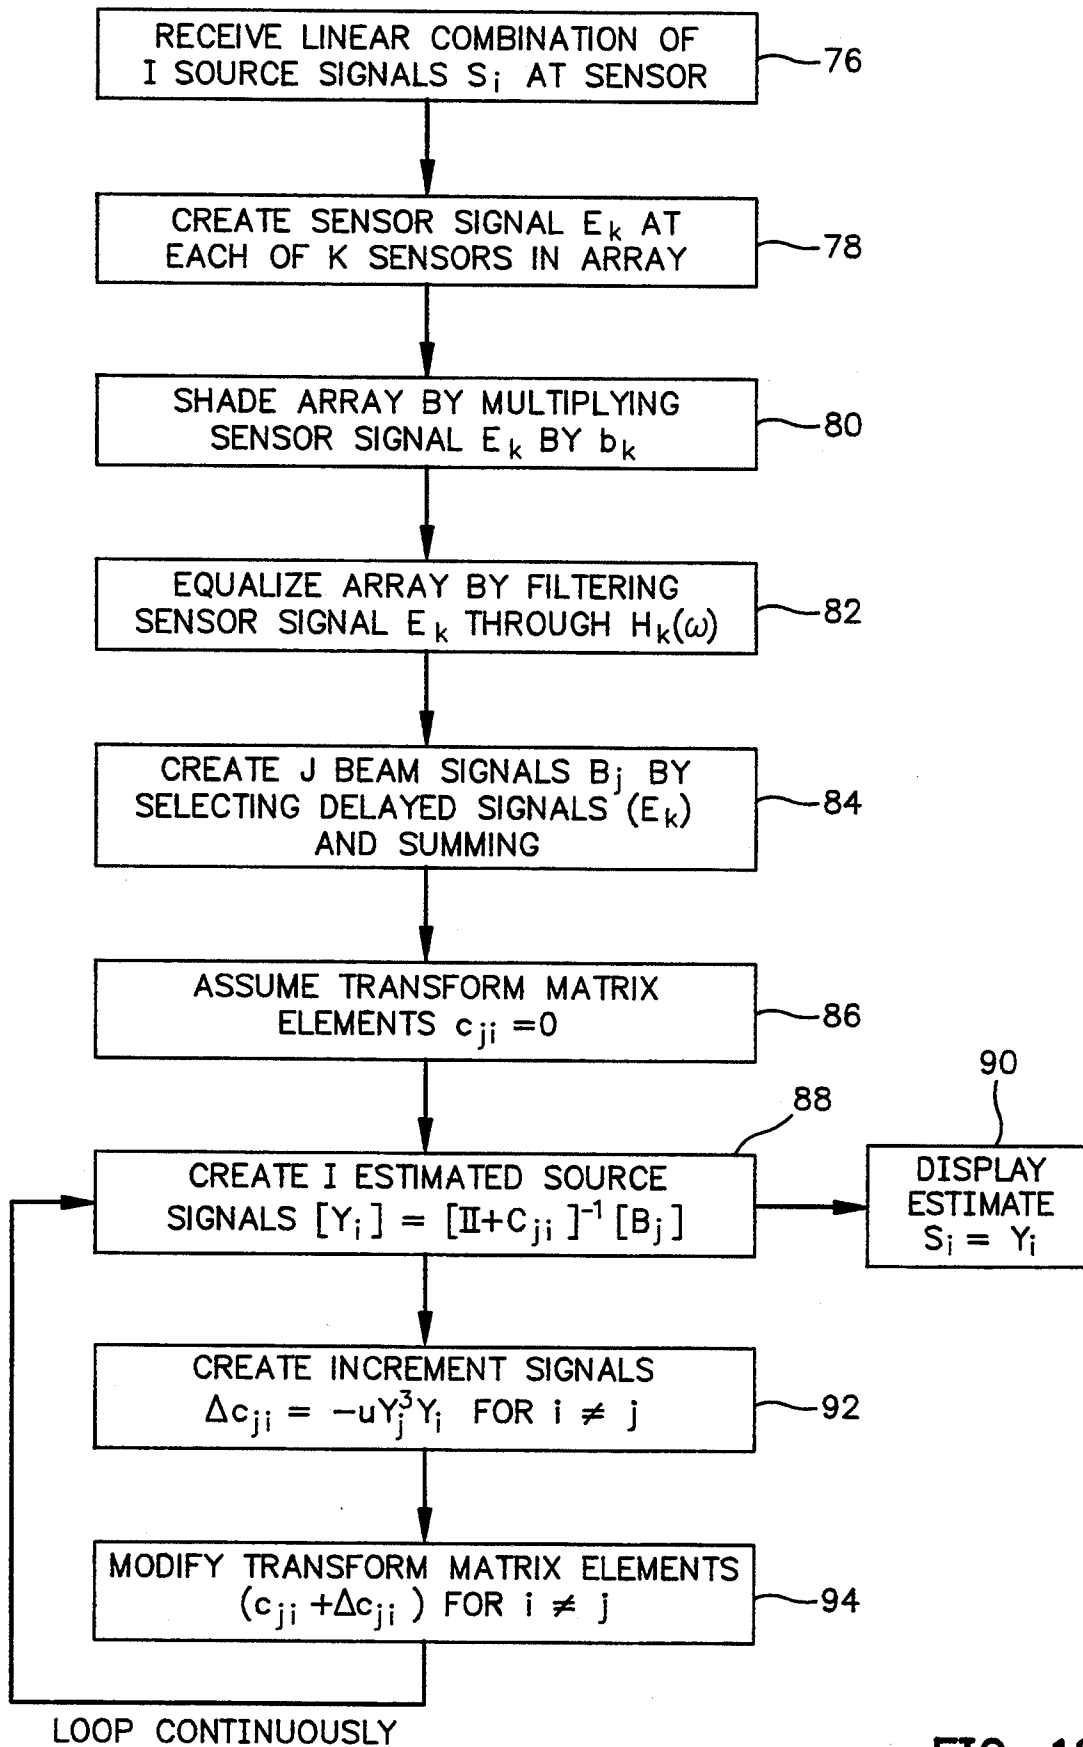 RECEIVE LINEAR COMBINATION OF
I SOURCE SIGNALS Si AT SENSOR
76
CREATE SENSOR SIGNAL Ek AT
EACH OF K SENSORS IN ARRAY
78
SHADE ARRAY BY MULTIPLYING
SENSOR SIGNAL Ek BY bk
80
EQUALIZE ARRAY BY FILTERING
SENSOR SIGNAL Ek THROUGH Hk(ω)
82
CREATE J BEAM SIGNALS Bj BY
SELECTING DELAYED SIGNALS (Ek)
AND SUMMING
84
ASSUME TRANSFORM MATRIX
ELEMENTS cji =0
86
88
CREATE I ESTIMATED SOURCE
SIGNALS [Yi] = [II+Cji]⁻¹ [Bj]
90
DISPLAY
ESTIMATE
Si = Yi
CREATE INCREMENT SIGNALS
Δcji = -uYj³Yi FOR i ≠ j
92
MODIFY TRANSFORM MATRIX ELEMENTS
(cji +Δcji ) FOR i ≠ j
94
LOOP CONTINUOUSLY